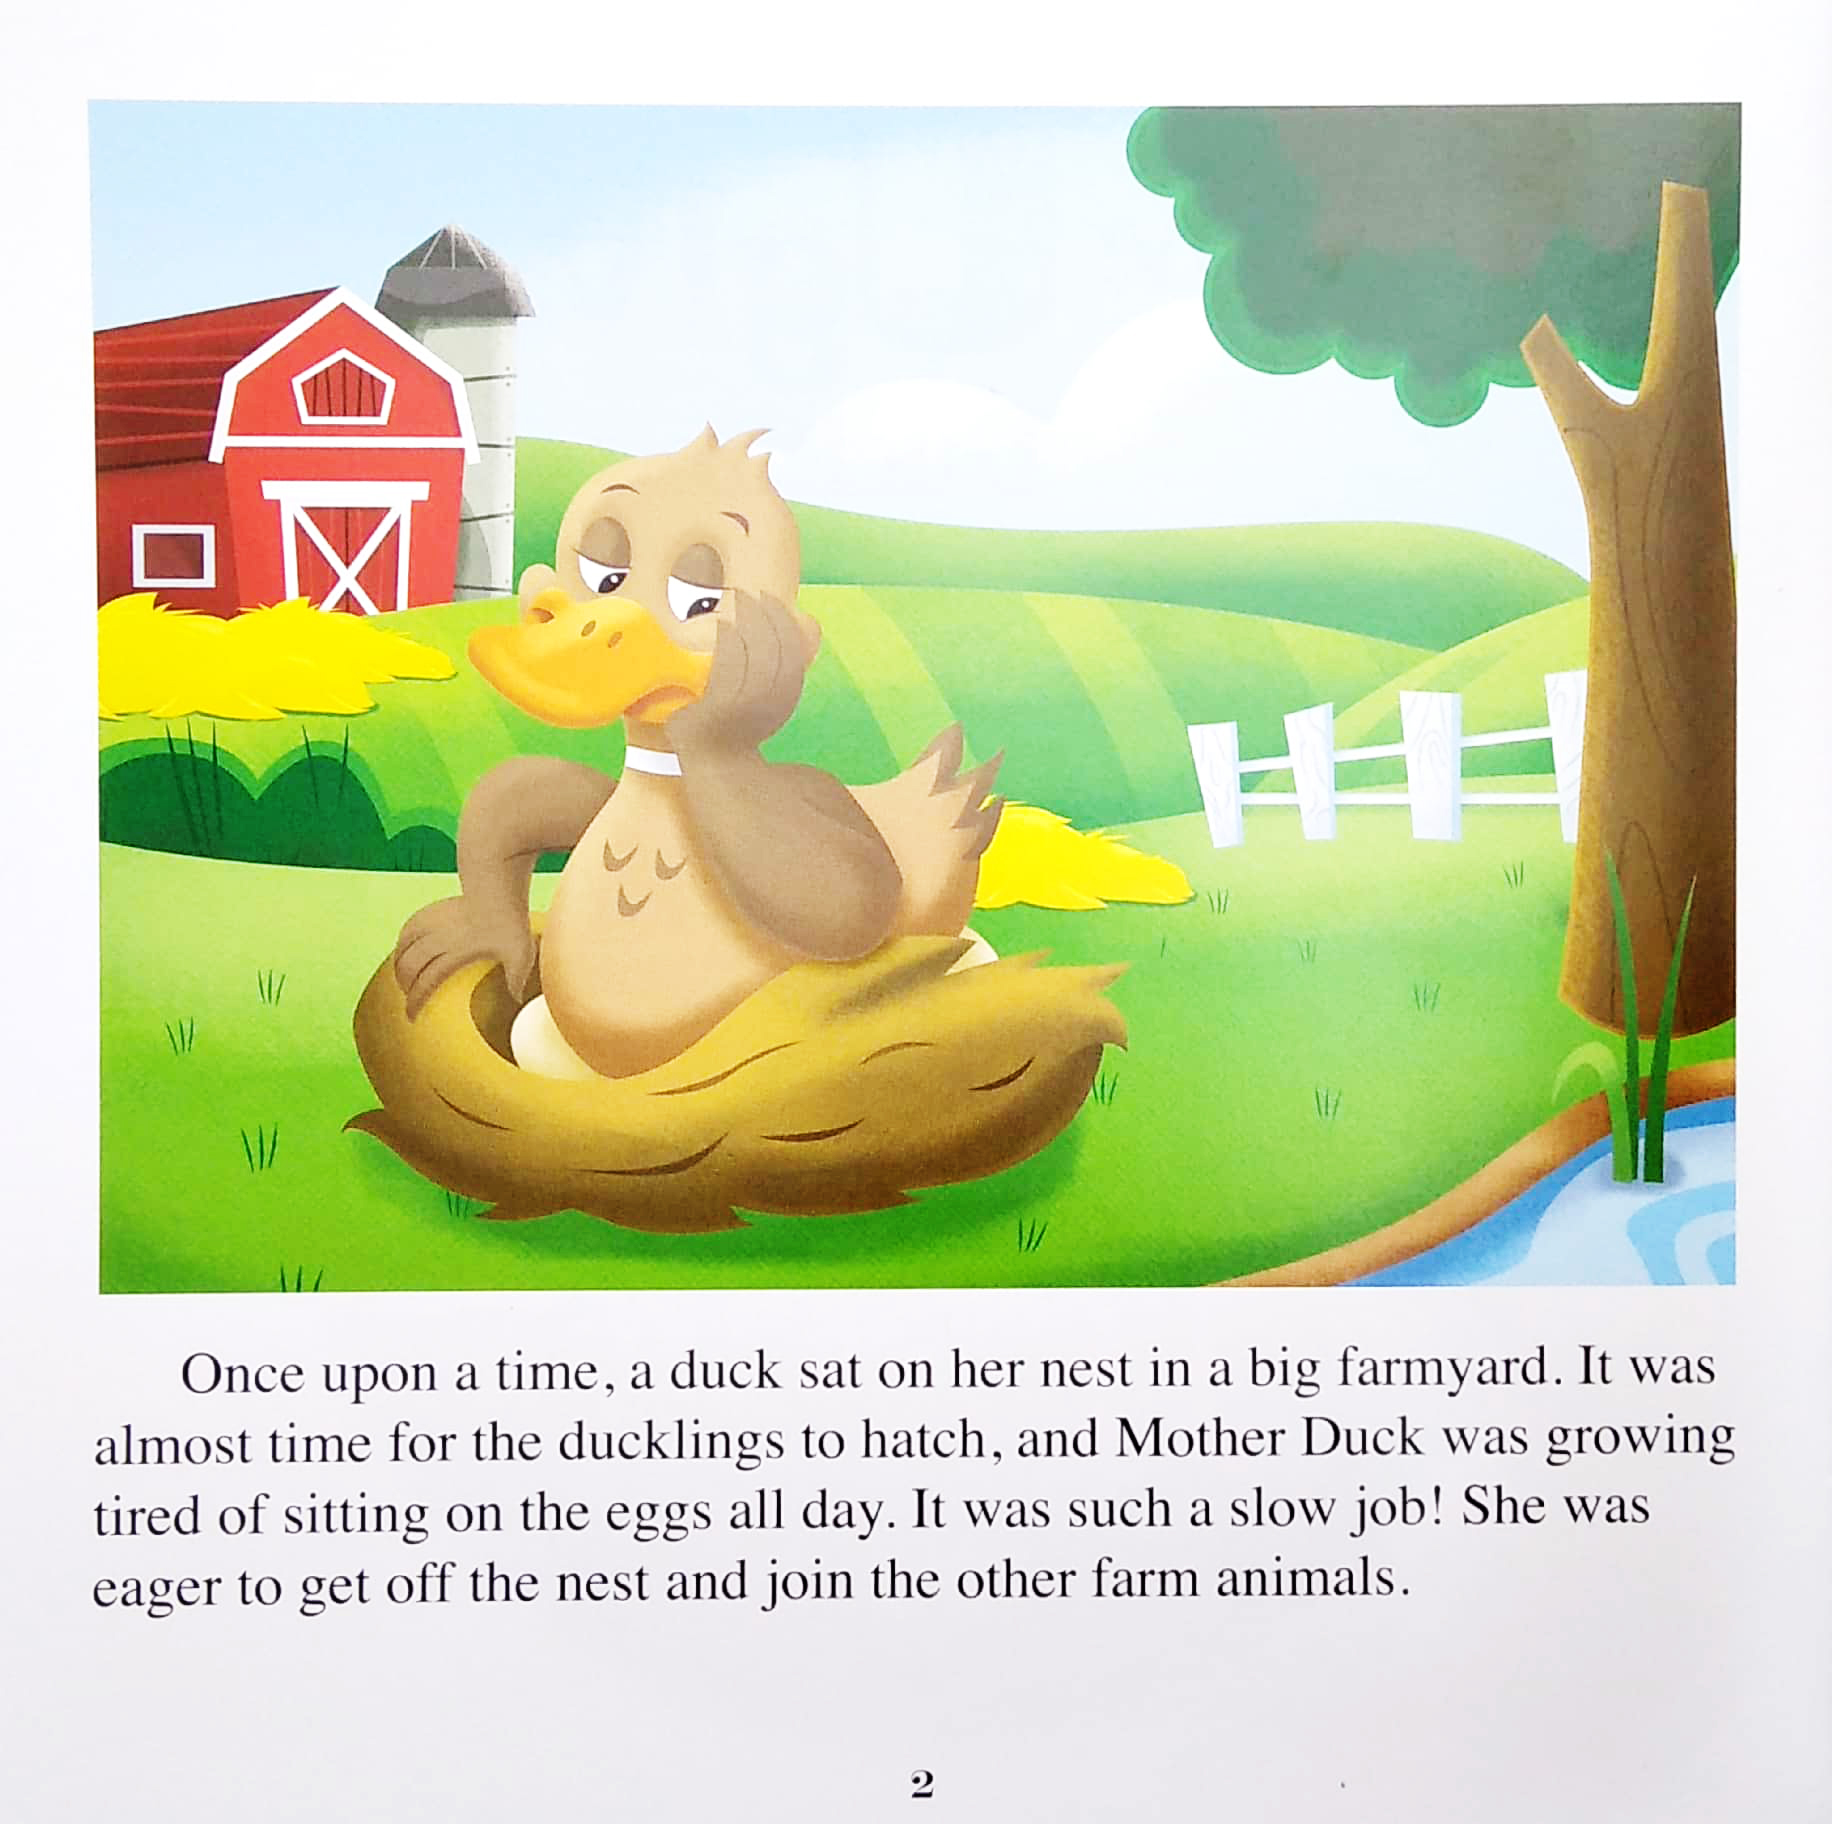 Once upon a time, a duck sat on her nest in a big farmyard. It was
almost time for the ducklings to hatch, and Mother Duck was growing
tired of sitting on the eggs all day. It was such a slow job! She was
eager to get off the nest and join the other farm animals.
2